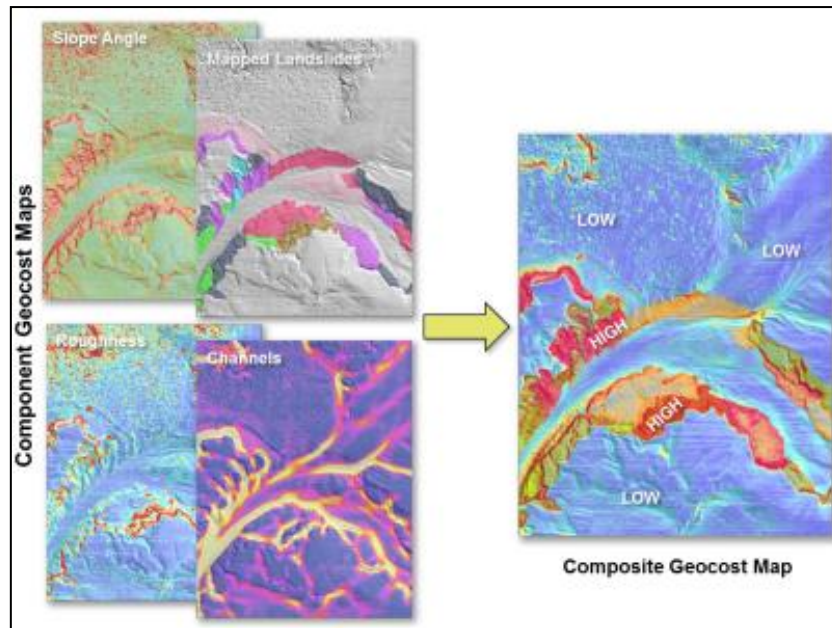 Component Geocost Maps
Slope Angle
Mapped Landslides
Roughness
Channels
LOW
LOW
HIGH
HIGH
LOW
Composite Geocost Map